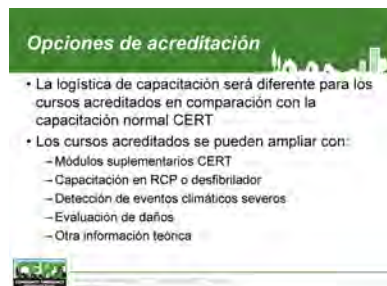 Opciones de acreditación
• La logística de capacitación será diferente para los
cursos acreditados en comparación con la
capacitación normal CERT
• Los cursos acreditados se pueden ampliar con:
– Módulos suplementarios CERT
– Capacitación en RCP o desfibrilador
– Detección de eventos climáticos severos
– Evaluación de daños
– Otra información teórica